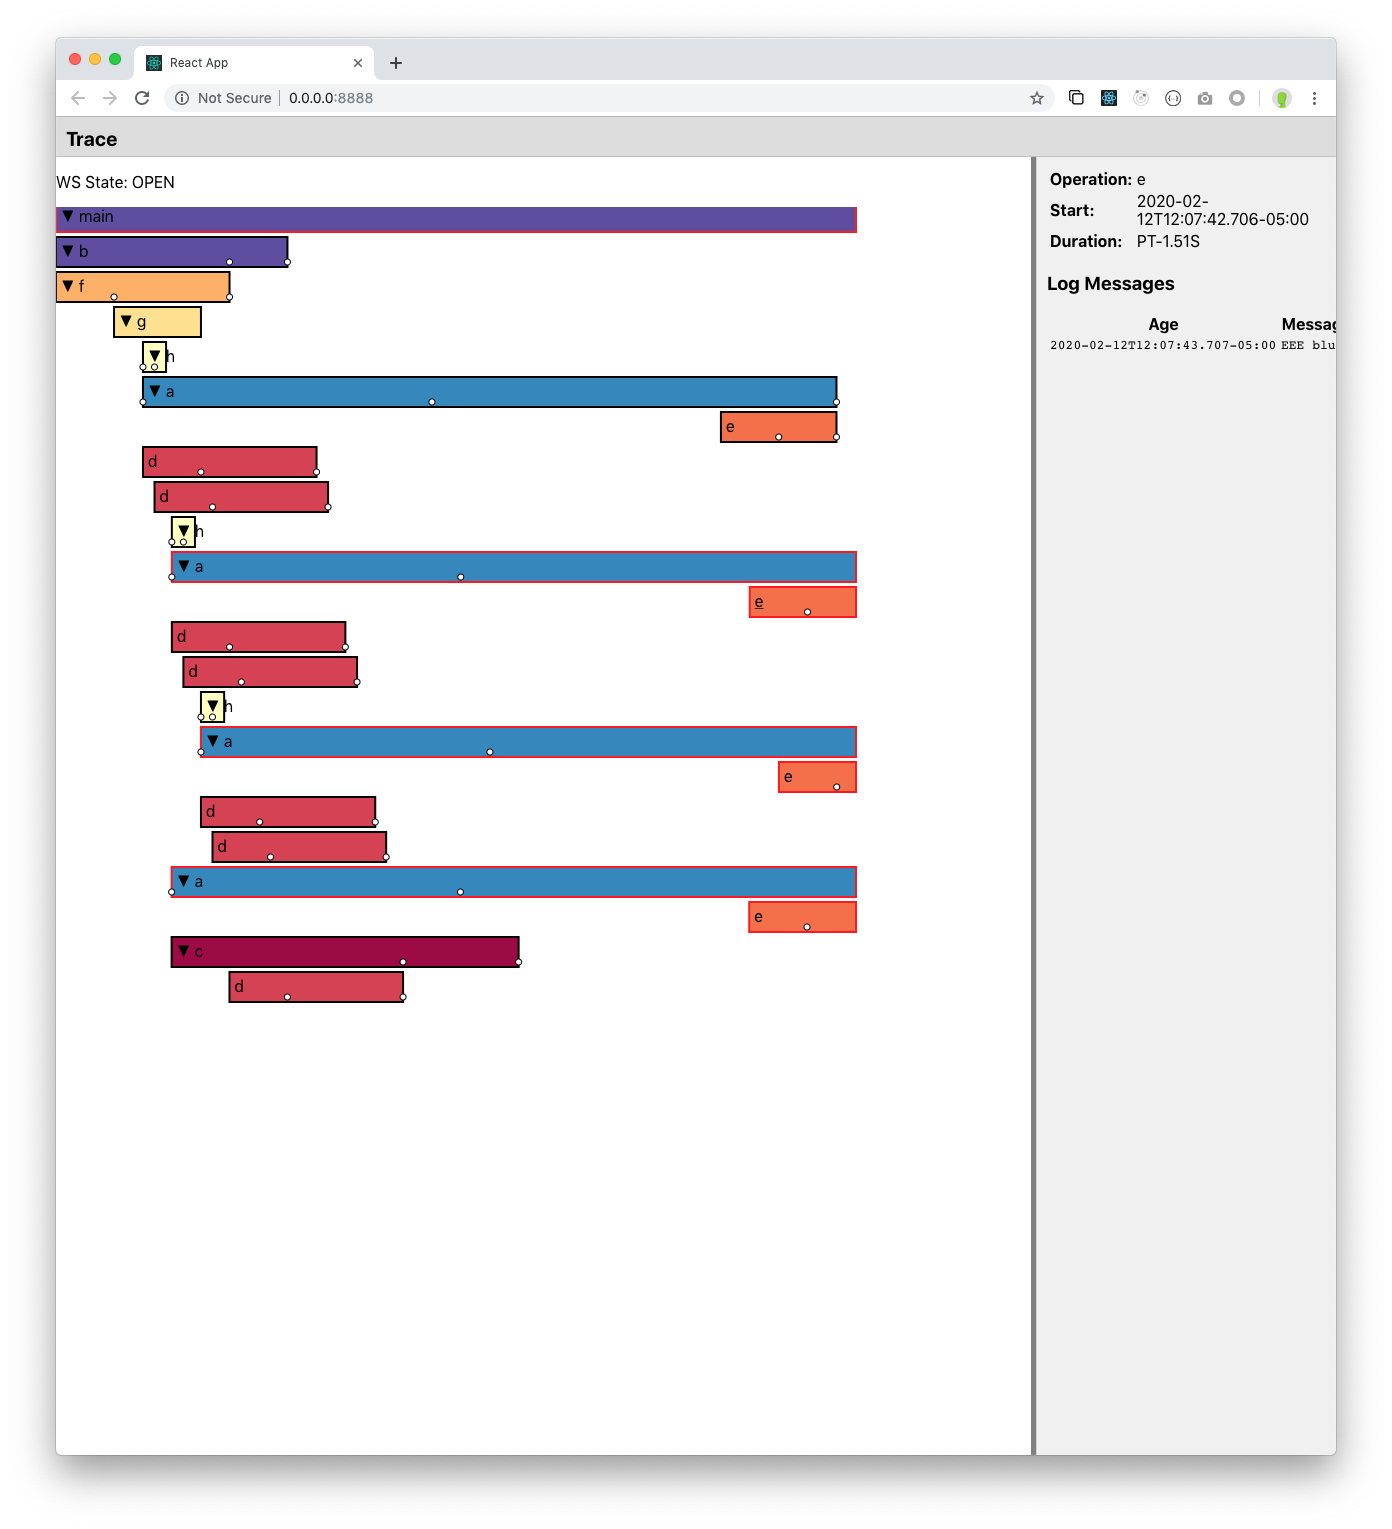 React App
Not Secure
0.0.0.0:8888
Trace
WS State: OPEN
▼ main
▼ b
▼ f
▼ g
▼ h
▼ a
e
d
d
▼ h
▼ a
e
d
d
▼ h
▼ a
e
d
d
▼ a
e
▼ c
d
Operation: e
Start: 2020-02-
12T12:07:42.706-05:00
Duration: PT-1.51S
Log Messages
Age Messag
2020-02-12T12:07:43.707-05:00 EEE blu